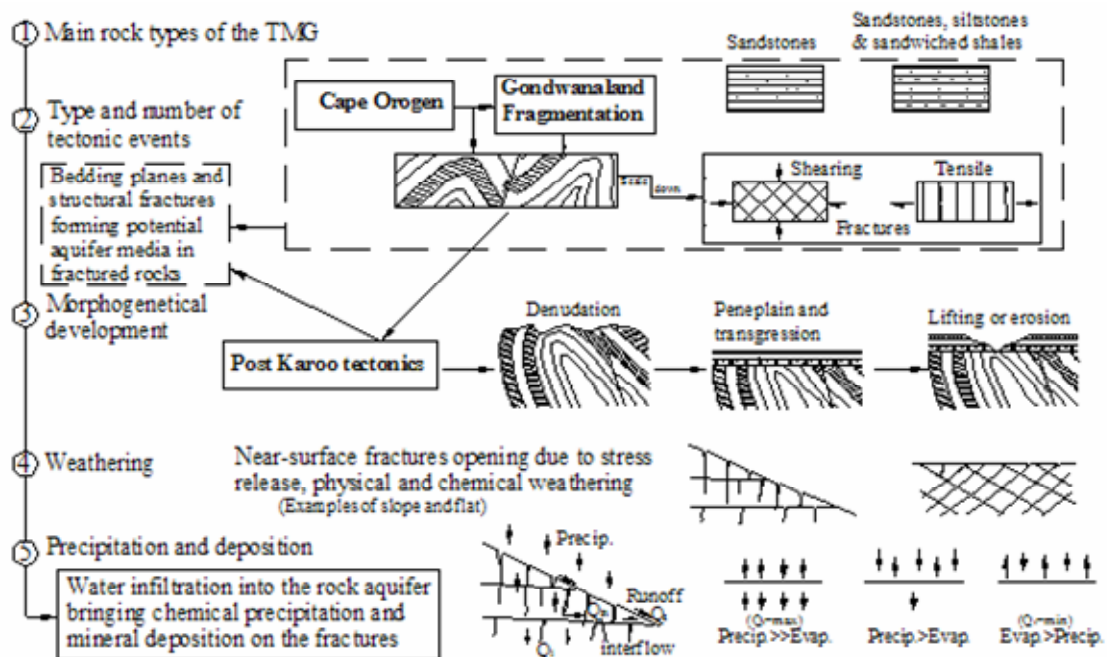 1 Main rock types of the TMG
Sandstones
Sandstones, siltstones
& sandwiched shales
2 Type and number of
tectonic events
Cape Orogen
Gondwanaland
Fragmentation
Scale down
Shearing
Tensile
Fractures
Bedding planes and
structural fractures
forming potential
aquifer media in
fractured rocks
3 Morphogenetical
development
Post Karoo tectonics
Denudation
Peneplain and
transgression
Lifting or erosion
4 Weathering
Near-surface fractures opening due to stress
release, physical and chemical weathering
(Examples of slope and flat)
5 Precipitation and deposition
Water infiltration into the rock aquifer
bringing chemical precipitation and
mineral deposition on the fractures
Precip.
Runoff
interflow
Precip.>>Evap.
Precip.>Evap.
Evap.>Precip.